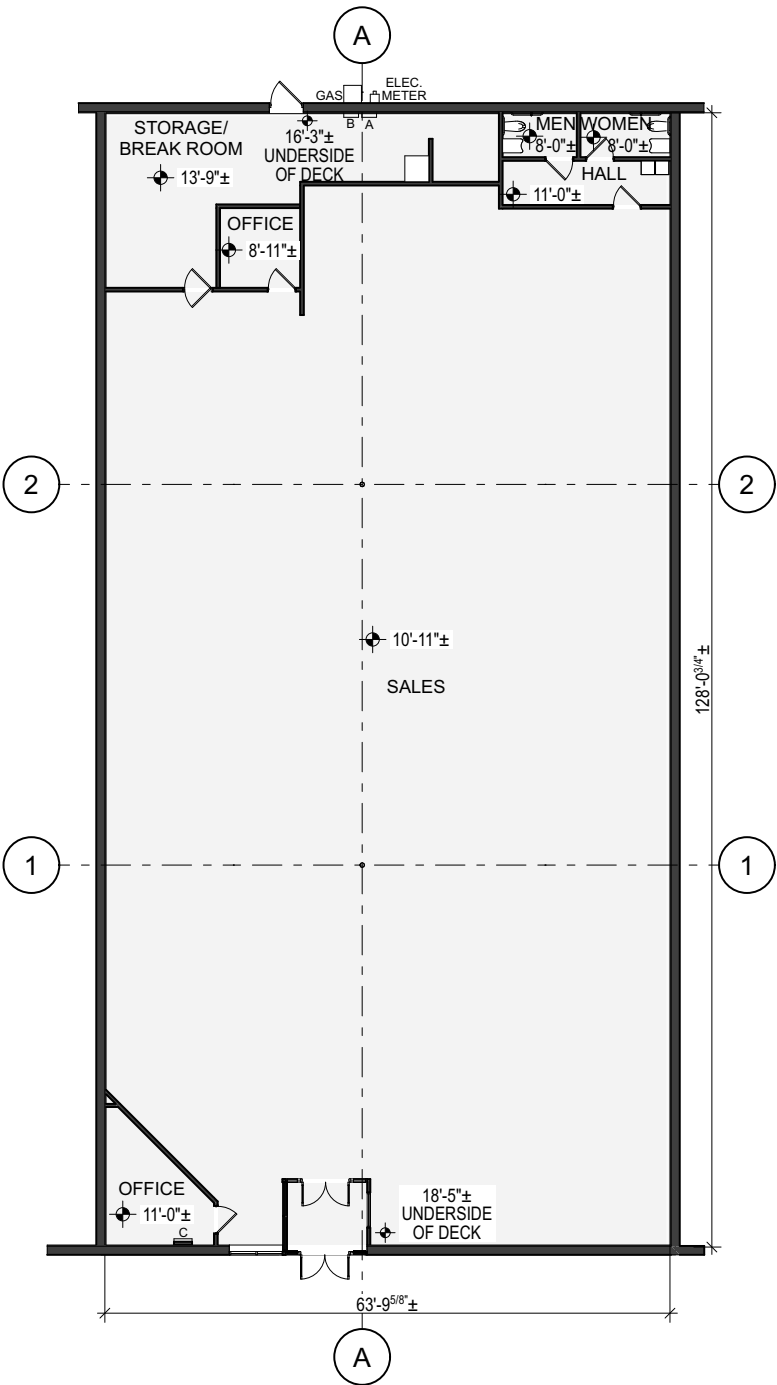 A
GAS
ELEC.
METER
B A
STORAGE/
BREAK ROOM
13'-9"±
16'-3"±
UNDERSIDE
OF DECK
MEN
8'-0"±
WOMEN
8'-0"±
HALL
11'-0"±
OFFICE
8'-11"±
2
2
10'-11"±
SALES
128'-0 3/4"±
1
1
OFFICE
11'-0"±
C
18'-5"±
UNDERSIDE
OF DECK
63'-9 5/8"±
A